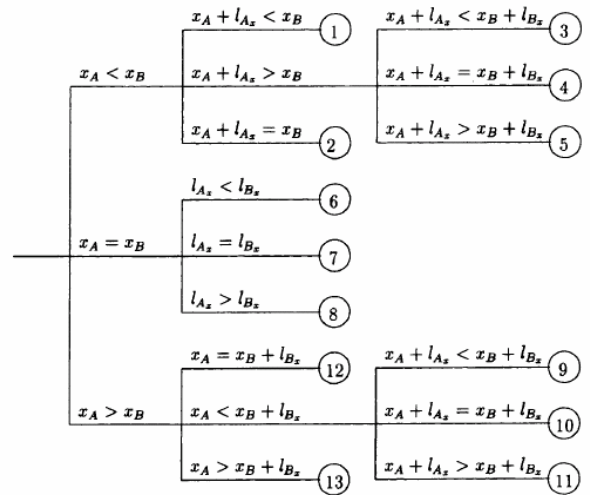 x_A + l_{A_x} < x_B 1 x_A + l_{A_x} < x_B + l_{B_x} 3
x_A < x_B x_A + l_{A_x} > x_B x_A + l_{A_x} = x_B + l_{B_x} 4
x_A + l_{A_x} = x_B 2 x_A + l_{A_x} > x_B + l_{B_x} 5
l_{A_x} < l_{B_x} 6
x_A = x_B l_{A_x} = l_{B_x} 7
l_{A_x} > l_{B_x} 8
x_A = x_B + l_{B_x} 12 x_A + l_{A_x} < x_B + l_{B_x} 9
x_A > x_B x_A < x_B + l_{B_x} x_A + l_{A_x} = x_B + l_{B_x} 10
x_A > x_B + l_{B_x} 13 x_A + l_{A_x} > x_B + l_{B_x} 11